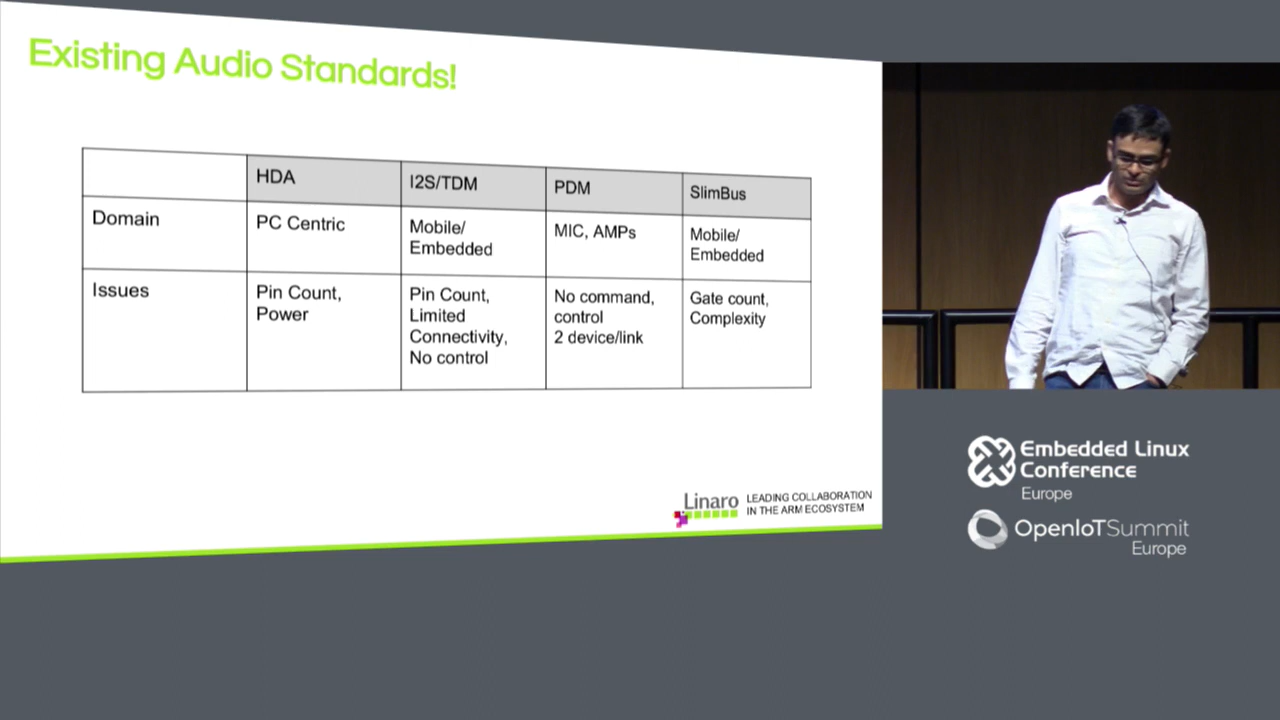 Existing Audio Standards!
HDA
I2S/TDM
PDM
SlimBus
Domain
PC Centric
Mobile/
Embedded
MIC, AMPs
Mobile/
Embedded
Issues
Pin Count,
Power
Pin Count,
Limited
Connectivity,
No control
No command,
control
2 device/link
Gate count,
Complexity
Linaro
LEADING COLLABORATION
IN THE ARM ECOSYSTEM
Embedded Linux
Conference
Europe
OpenIoTSummit
Europe